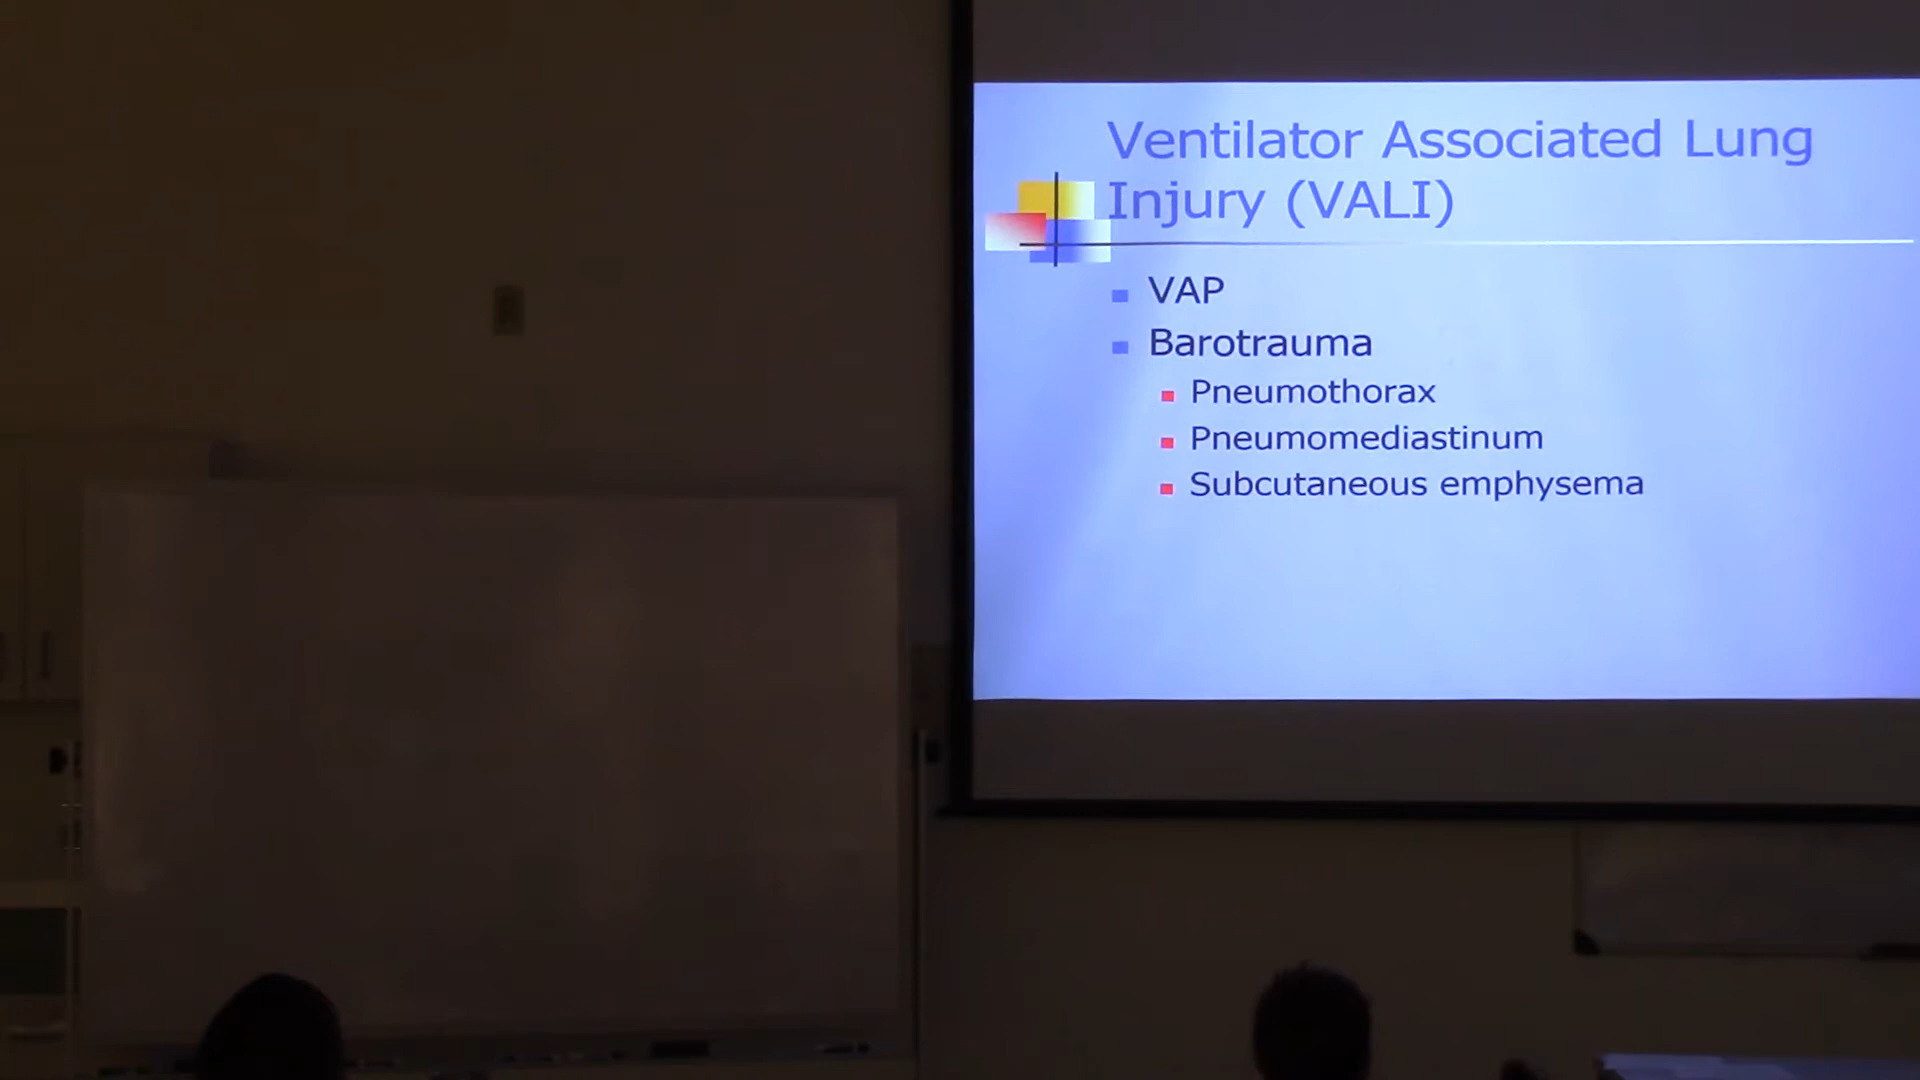 Ventilator Associated Lung
Injury (VALI)
VAP
Barotrauma
Pneumothorax
Pneumomediastinum
Subcutaneous emphysema